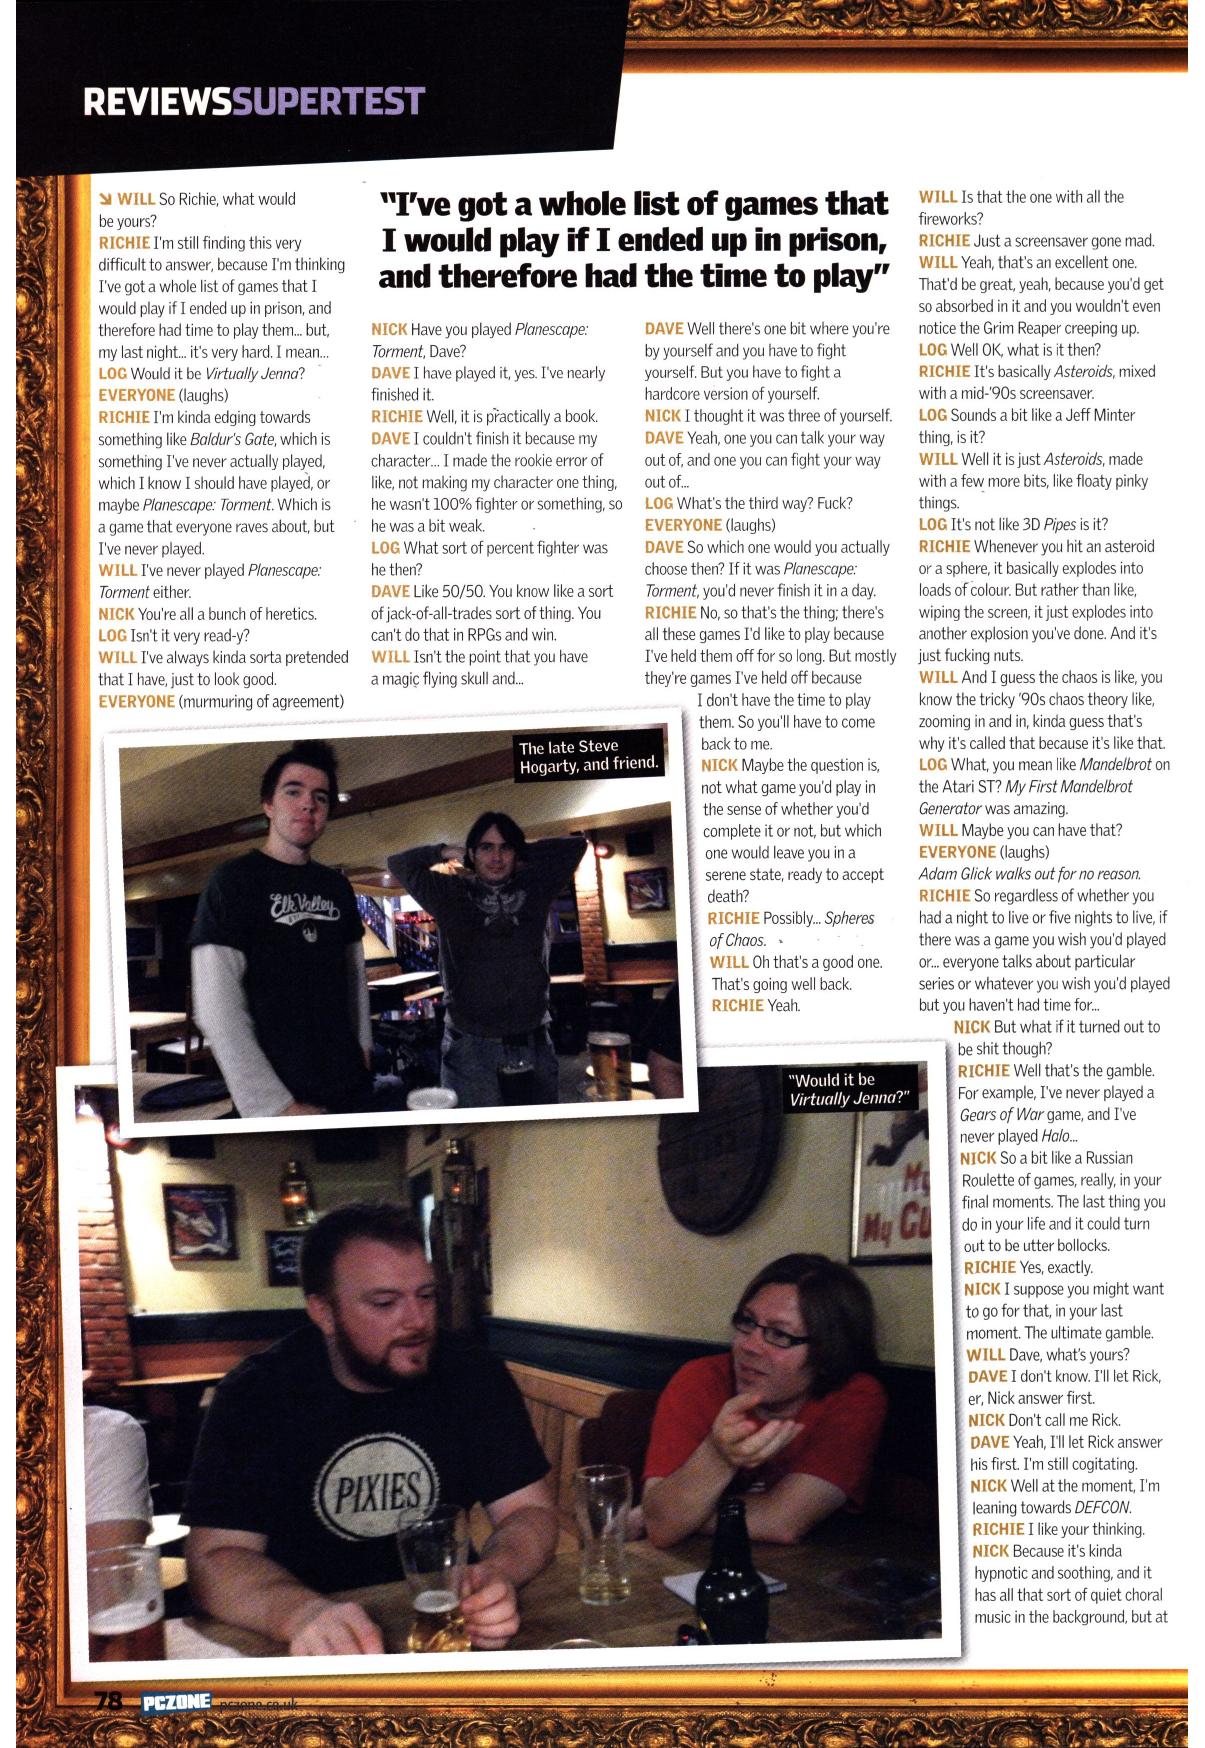 REVIEWSSUPERTEST
WILL So Richie, what would
be yours?
RICHIE I'm still finding this very
difficult to answer, because I'm thinking
I've got a whole list of games that I
would play if I ended up in prison, and
therefore had time to play them... but,
my last night... it's very hard. I mean...
LOG Would it be Virtually Jenna?
EVERYONE (laughs)
RICHIE I'm kinda edging towards
something like Baldur's Gate, which is
something I've never actually played,
which I know I should have played, or
maybe Planescape: Torment. Which is
a game that everyone raves about, but
I've never played.
WILL I've never played Planescape:
Torment either.
NICK You're all a bunch of heretics.
LOG Isn't it very read-y?
WILL I've always kinda sorta pretended
that I have, just to look good.
EVERYONE (murmuring of agreement)
"I've got a whole list of games that
I would play if I ended up in prison,
and therefore had the time to play"
NICK Have you played Planescape:
Torment, Dave?
DAVE I have played it, yes. I've nearly
finished it.
RICHIE Well, it is practically a book.
DAVE I couldn't finish it because my
character... I made the rookie error of
like, not making my character one thing,
he wasn't 100% fighter or something, so
he was a bit weak.
LOG What sort of percent fighter was
he then?
DAVE Like 50/50. You know like a sort
of jack-of-all-trades sort of thing. You
can't do that in RPGs and win.
WILL Isn't the point that you have
a magic flying skull and...
DAVE Well there's one bit where you're
by yourself and you have to fight
yourself. But you have to fight a
hardcore version of yourself.
NICK I thought it was three of yourself.
DAVE Yeah, one you can talk your way
out of, and one you can fight your way
out of...
LOG What's the third way? Fuck?
EVERYONE (laughs)
DAVE So which one would you actually
choose then? If it was Planescape:
Torment, you'd never finish it in a day.
RICHIE No, so that's the thing; there's
all these games I'd like to play because
I've held them off for so long. But mostly
they're games I've held off because
I don't have the time to play
them. So you'll have to come
back to me.
NICK Maybe the question is,
not what game you'd play in
the sense of whether you'd
complete it or not, but which
one would leave you in a
serene state, ready to accept
death?
RICHIE Possibly... Spheres
of Chaos.
WILL Oh that's a good one.
That's going well back.
RICHIE Yeah.
WILL Is that the one with all the
fireworks?
RICHIE Just a screensaver gone mad.
WILL Yeah, that's an excellent one.
That'd be great, yeah, because you'd get
so absorbed in it and you wouldn't even
notice the Grim Reaper creeping up.
LOG Well OK, what is it then?
RICHIE It's basically Asteroids, mixed
with a mid-'90s screensaver.
LOG Sounds a bit like a Jeff Minter
thing, is it?
WILL Well it is just Asteroids, made
with a few more bits, like floaty pinky
things.
LOG It's not like 3D Pipes is it?
RICHIE Whenever you hit an asteroid
or a sphere, it basically explodes into
loads of colour. But rather than like,
wiping the screen, it just explodes into
another explosion you've done. And it's
just fucking nuts.
WILL And I guess the chaos is like, you
know the tricky '90s chaos theory like,
zooming in and in, kinda guess that's
why it's called that because it's like that.
LOG What, you mean like Mandelbrot on
the Atari ST? My First Mandelbrot
Generator was amazing.
WILL Maybe you can have that?
EVERYONE (laughs)
Adam Glick walks out for no reason.
RICHIE So regardless of whether you
had a night to live or five nights to live, if
there was a game you wish you'd played
or... everyone talks about particular
series or whatever you wish you'd played
but you haven't had time for...
NICK But what if it turned out to
be shit though?
RICHIE Well that's the gamble.
For example, I've never played a
Gears of War game, and I've
never played Halo...
NICK So a bit like a Russian
Roulette of games, really, in your
final moments. The last thing you
do in your life and it could turn
out to be utter bollocks.
RICHIE Yes, exactly.
NICK I suppose you might want
to go for that, in your last
moment. The ultimate gamble.
WILL Dave, what's yours?
DAVE I don't know. I'll let Rick,
er, Nick answer first.
NICK Don't call me Rick.
DAVE Yeah, I'll let Rick answer
his first. I'm still cogitating.
NICK Well at the moment, I'm
leaning towards DEFCON.
RICHIE I like your thinking.
NICK Because it's kinda
hypnotic and soothing, and it
has all that sort of quiet choral
music in the background, but at
The late Steve
Hogarty, and friend.
Elk Valley
"Would it be
Virtually Jenna?"
My Gu
PIXIES
78 PCZONE pczone.co.uk